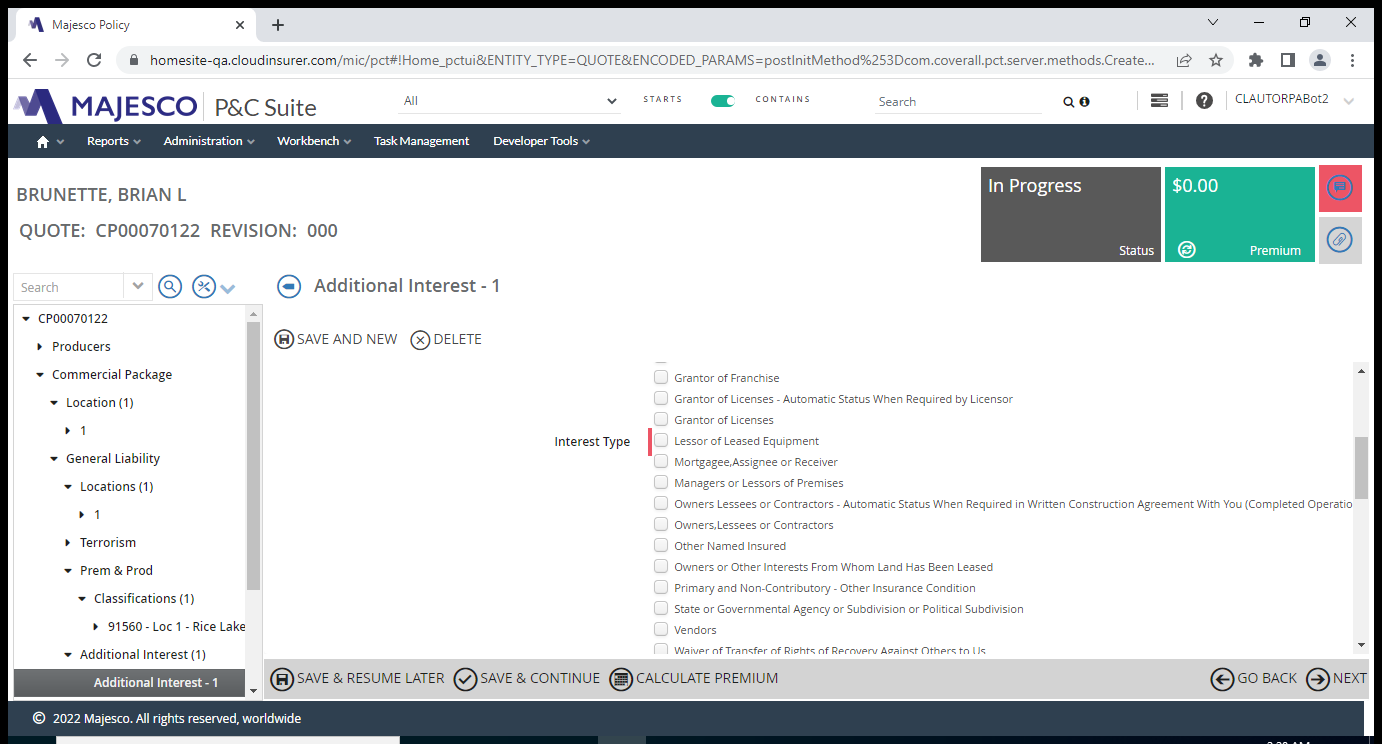 Majesco Policy
homesite-qa.cloudinsurer.com/mic/pct#!Home_pctui&ENTITY_TYPE=QUOTE&ENCODED_PARAMS=postInitMethod%253Dcom.coverall.pct.server.methods.Create...
MAJESCO P&C Suite
All
STARTS
CONTAINS
Search
CLAUTORPABot2
Reports
Administration
Workbench
Task Management
Developer Tools
BRUNETTE, BRIAN L
QUOTE: CP00070122 REVISION: 000
In Progress
Status
$0.00
Premium
Search
Additional Interest - 1
CP00070122
Producers
Commercial Package
Location (1)
1
General Liability
Locations (1)
1
Terrorism
Prem & Prod
Classifications (1)
91560 - Loc 1 - Rice Lake
Additional Interest (1)
Additional Interest - 1
SAVE AND NEW
DELETE
Interest Type
Grantor of Franchise
Grantor of Licenses - Automatic Status When Required by Licensor
Grantor of Licenses
Lessor of Leased Equipment
Mortgagee,Assignee or Receiver
Managers or Lessors of Premises
Owners Lessees or Contractors - Automatic Status When Required in Written Construction Agreement With You (Completed Operatio
Owners,Lessees or Contractors
Other Named Insured
Owners or Other Interests From Whom Land Has Been Leased
Primary and Non-Contributory - Other Insurance Condition
State or Governmental Agency or Subdivision or Political Subdivision
Vendors
Waiver of Transfer of Rights of Recovery Against Others to Us
SAVE & RESUME LATER
SAVE & CONTINUE
CALCULATE PREMIUM
GO BACK
NEXT
© 2022 Majesco. All rights reserved, worldwide